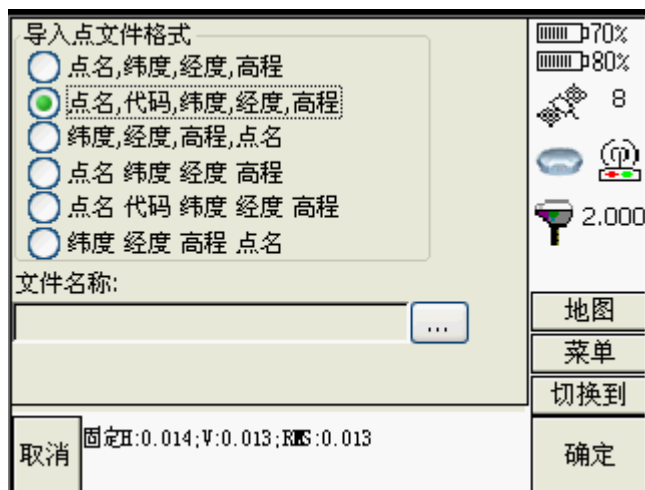 导入点文件格式
点名,纬度,经度,高程
点名,代码,纬度,经度,高程
纬度,经度,高程,点名
点名 纬度 经度 高程
点名 代码 纬度 经度 高程
纬度 经度 高程 点名
文件名称:
...
70%
80%
8
2.000
地图
菜单
切换到
取消
固定H:0.014;V:0.013;RMS:0.013
确定